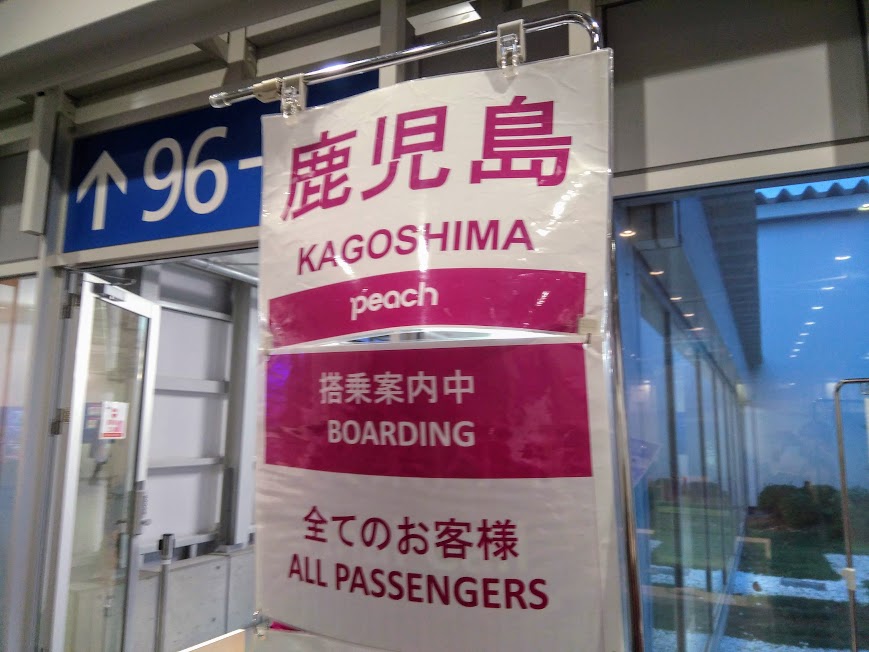 ↑ 96-
鹿児島
KAGOSHIMA
peach
搭乗案内中
BOARDING
全てのお客様
ALL PASSENGERS